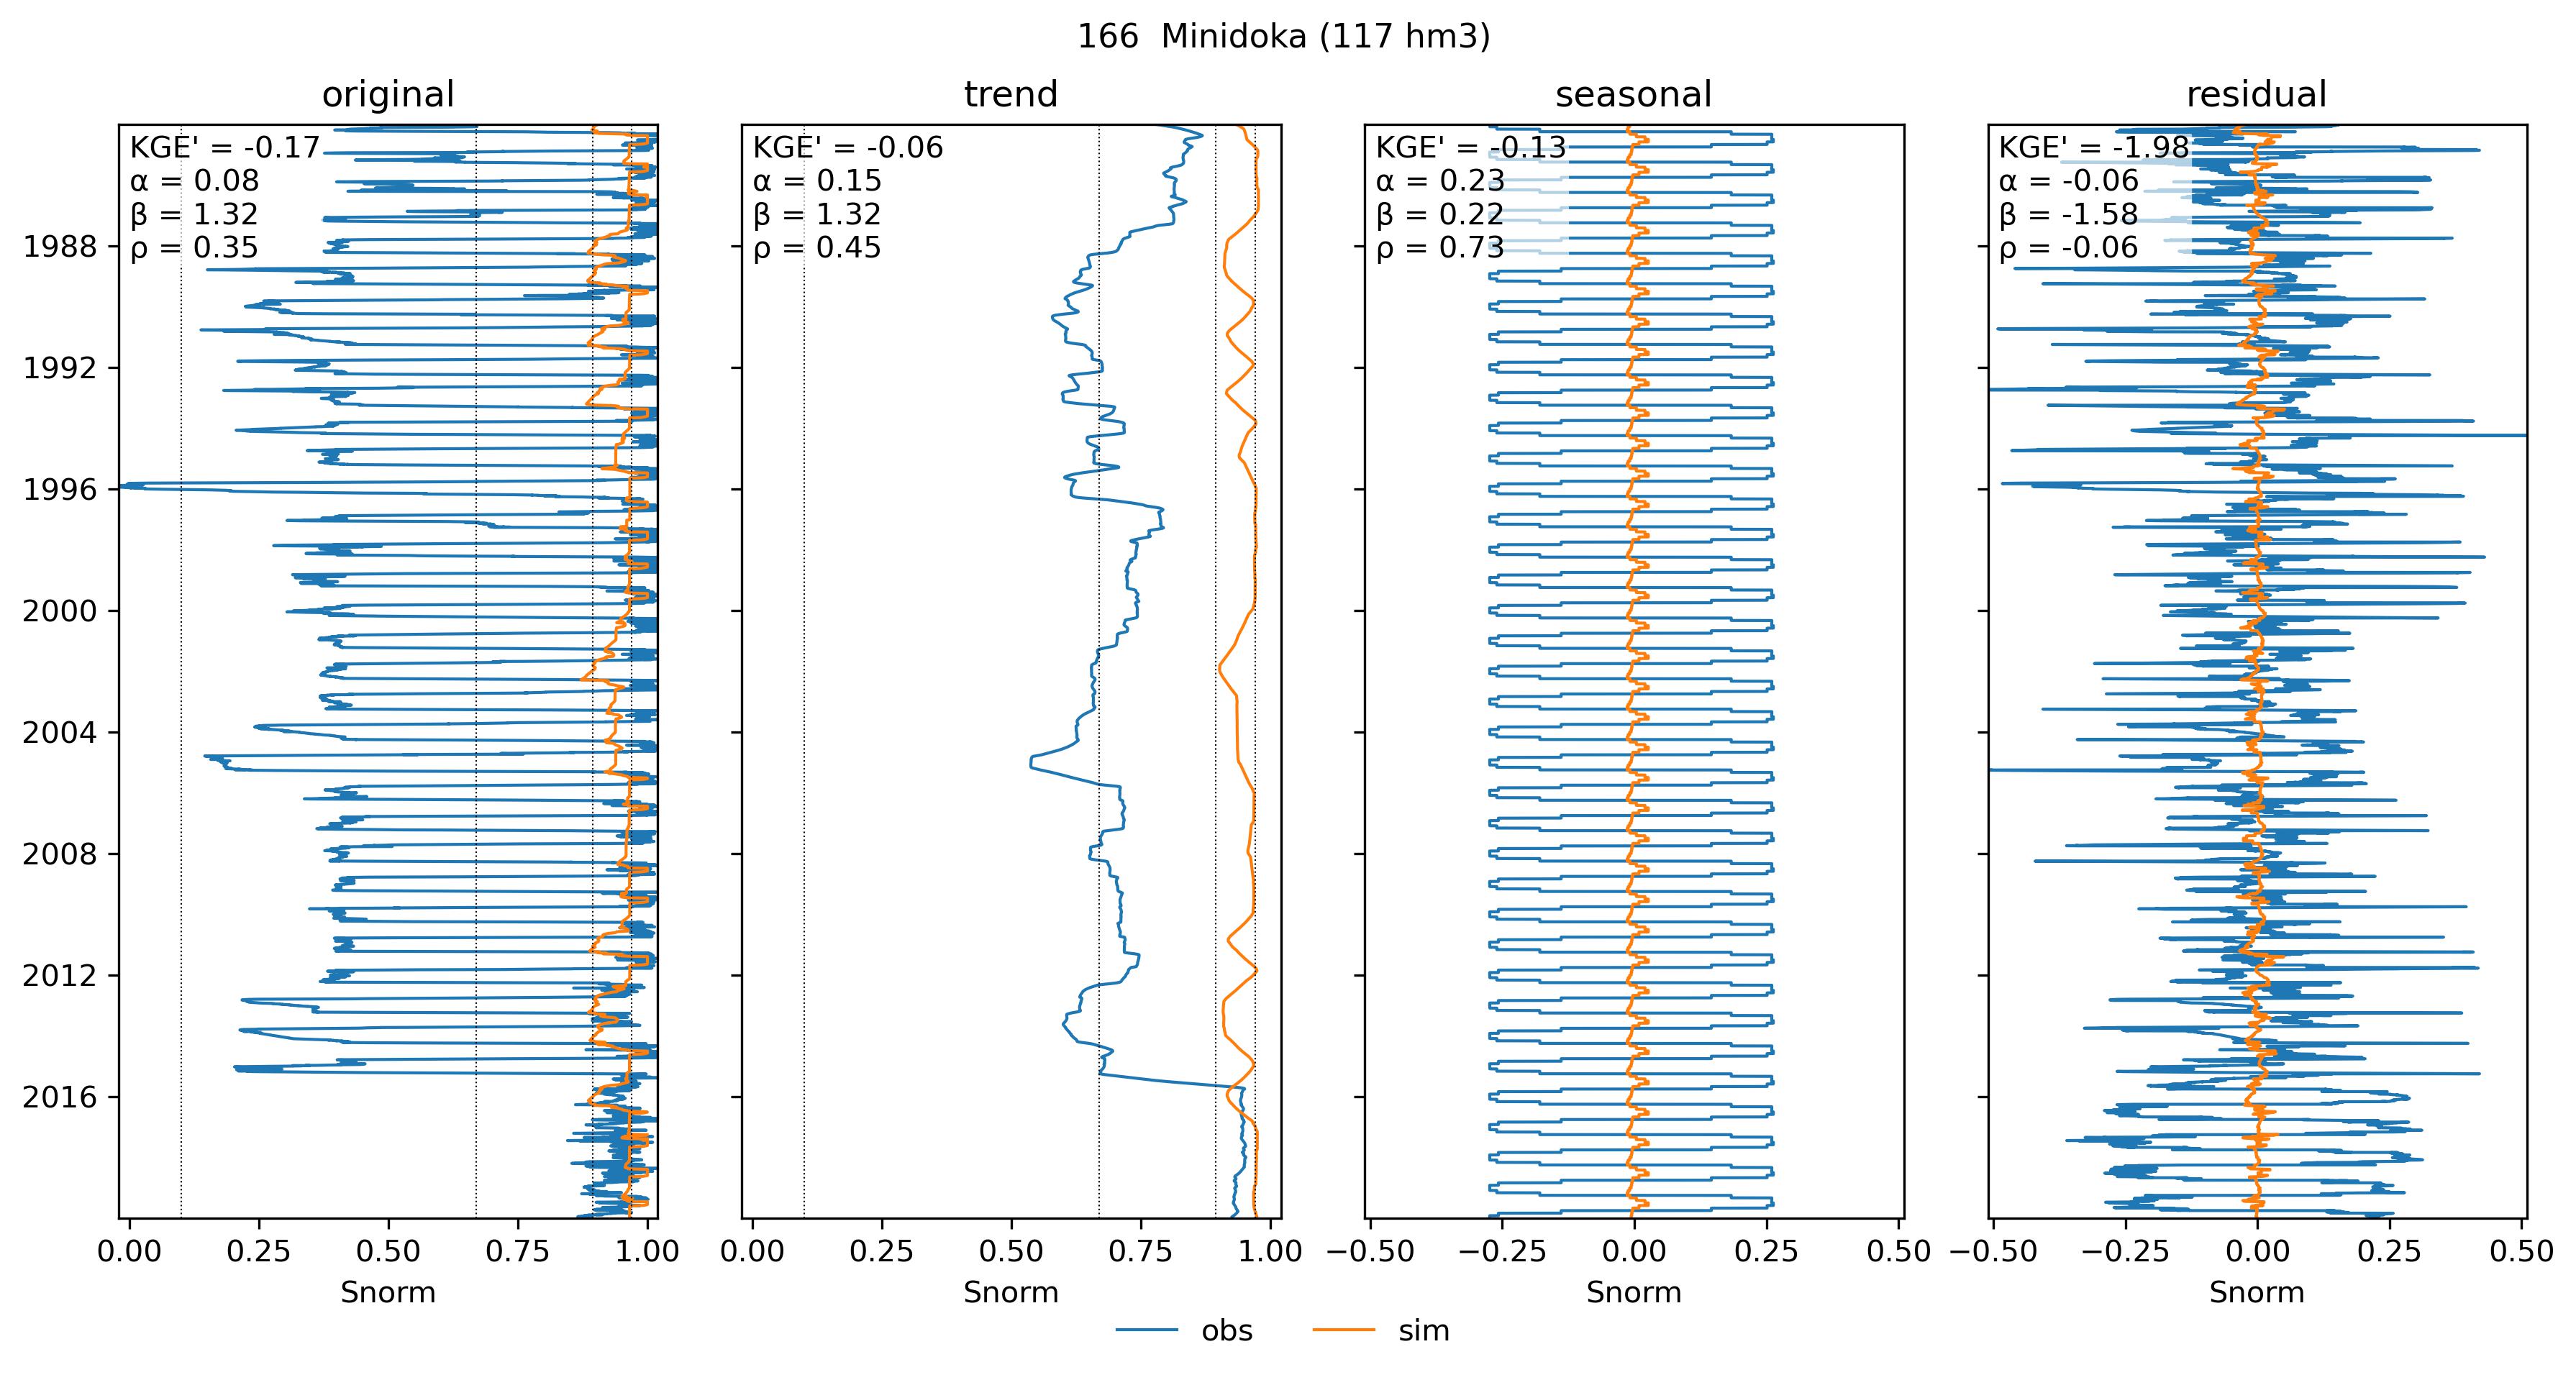 166  Minidoka (117 hm3)
original
trend
seasonal
residual
KGE' = -0.17
α = 0.08
β = 1.32
ρ = 0.35
KGE' = -0.06
α = 0.15
β = 1.32
ρ = 0.45
KGE' = -0.13
α = 0.23
β = 0.22
ρ = 0.73
KGE' = -1.98
α = -0.06
β = -1.58
ρ = -0.06
1988
1992
1996
2000
2004
2008
2012
2016
0.00 0.25 0.50 0.75 1.00
0.00 0.25 0.50 0.75 1.00
−0.50 −0.25 0.00 0.25 0.50
−0.50 −0.25 0.00 0.25 0.50
Snorm
Snorm
Snorm
Snorm
obs
sim